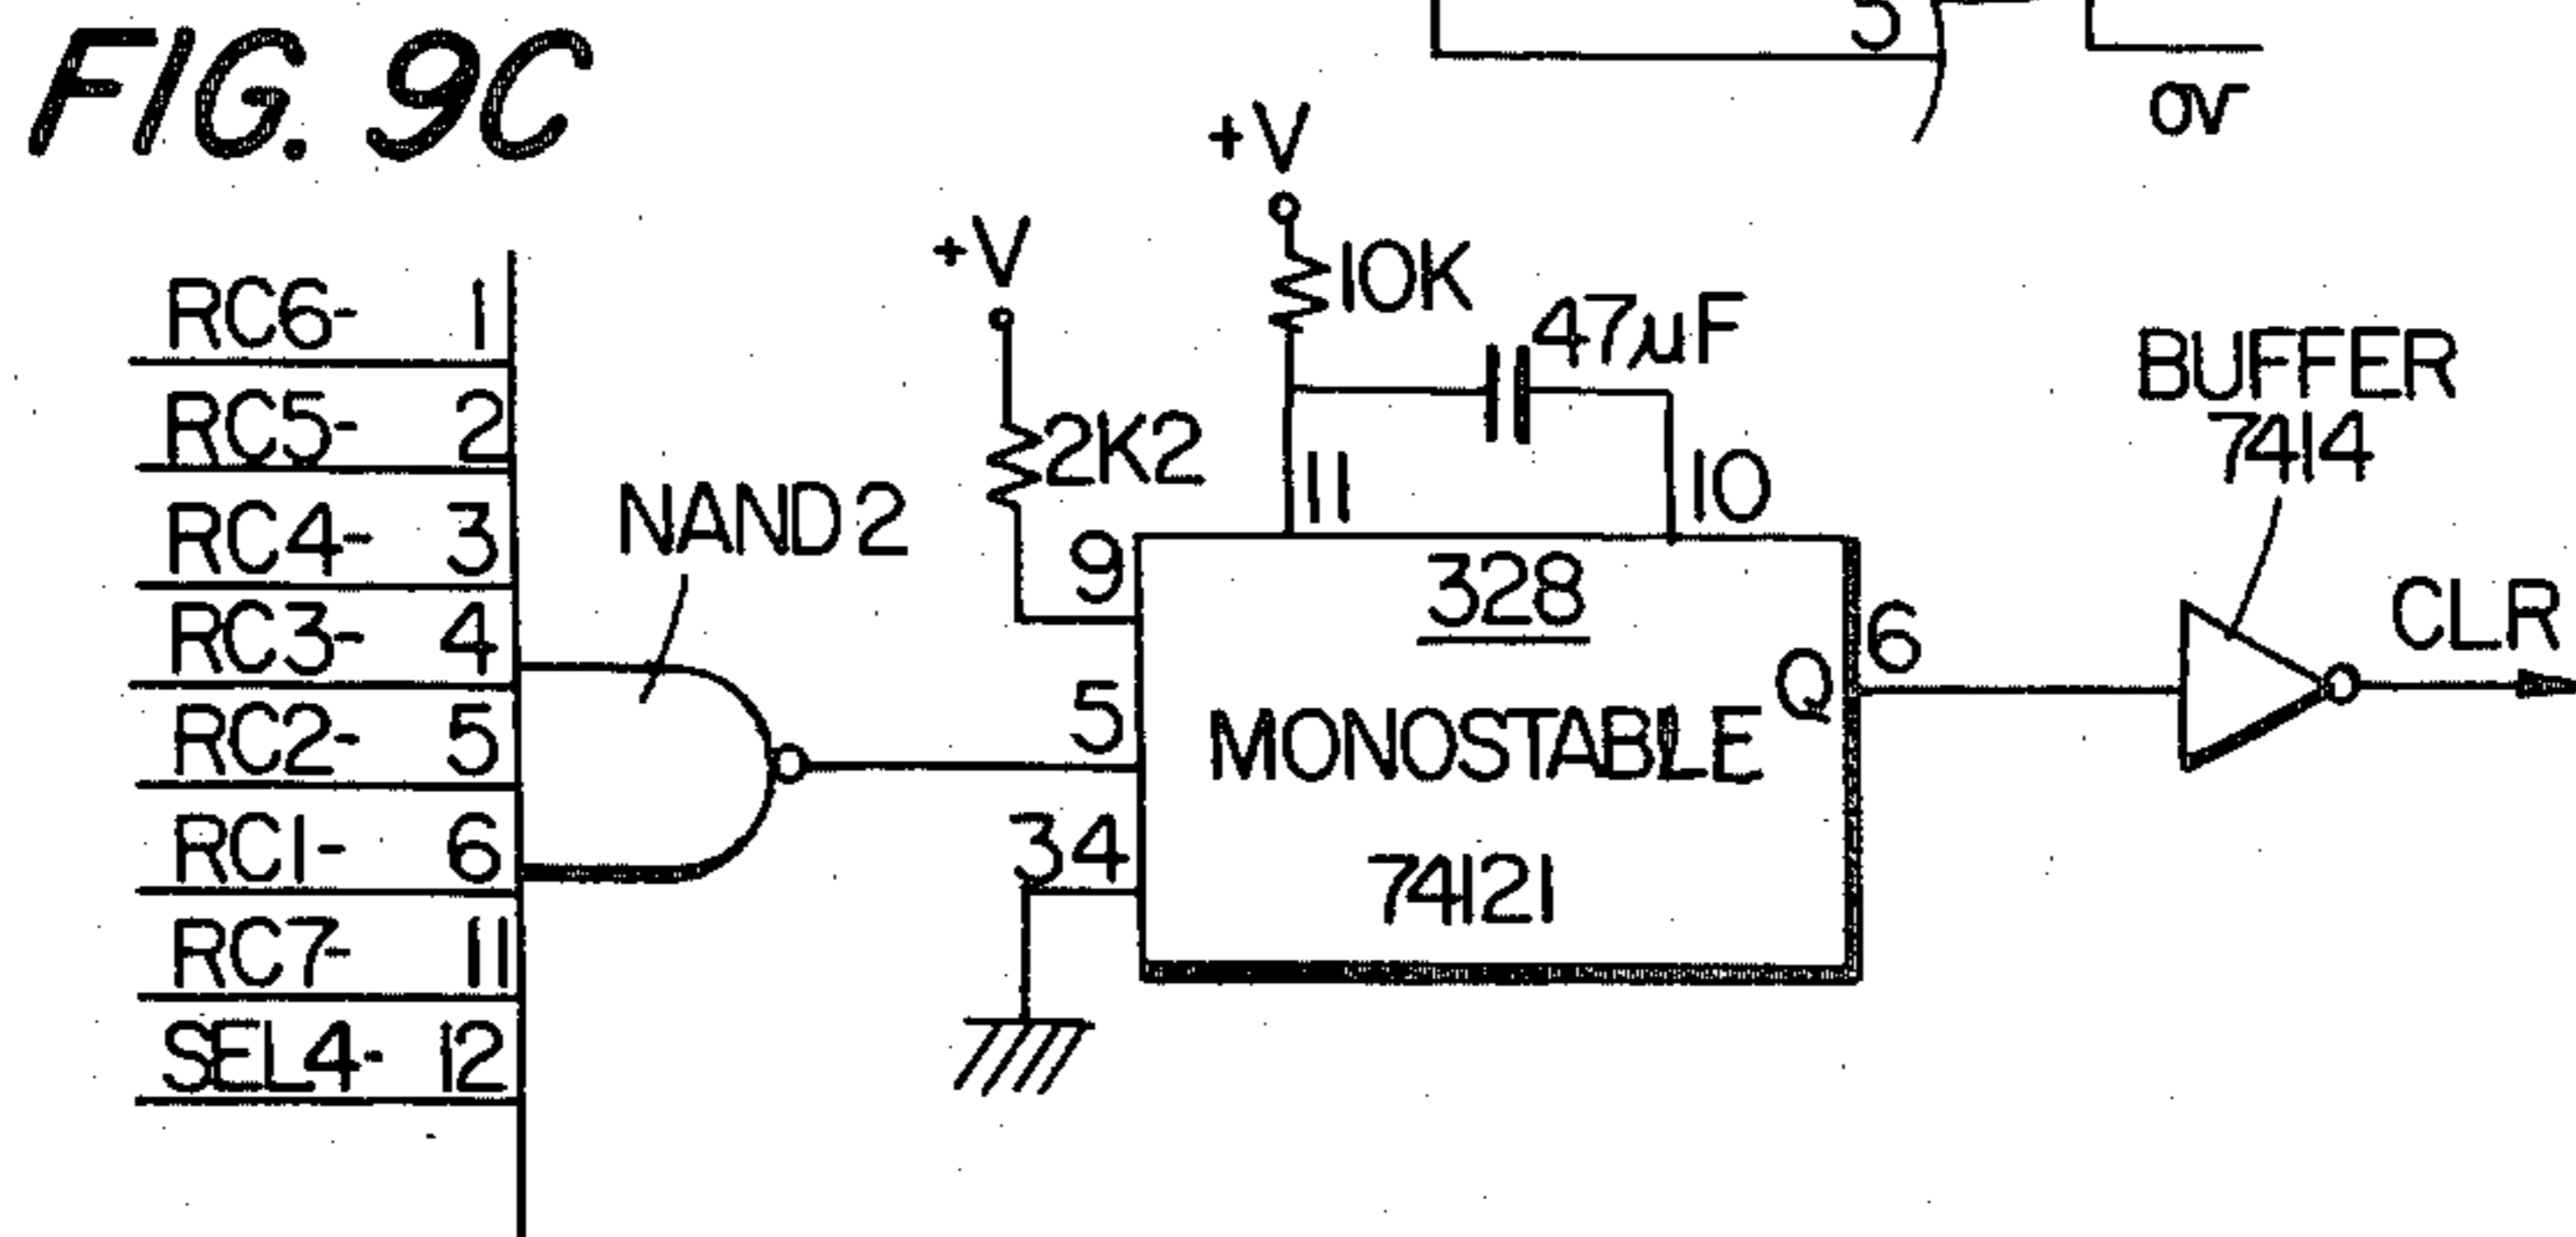 FIG. 9C
5
0V
+V
10K
47µF
+V
2K2
11
10
RC6- 1
RC5- 2
RC4- 3
RC3- 4
RC2- 5
RC1- 6
RC7- 11
SEL4- 12
NAND 2
9
5
34
328
MONOSTABLE
74121
Q
6
BUFFER
7414
CLR